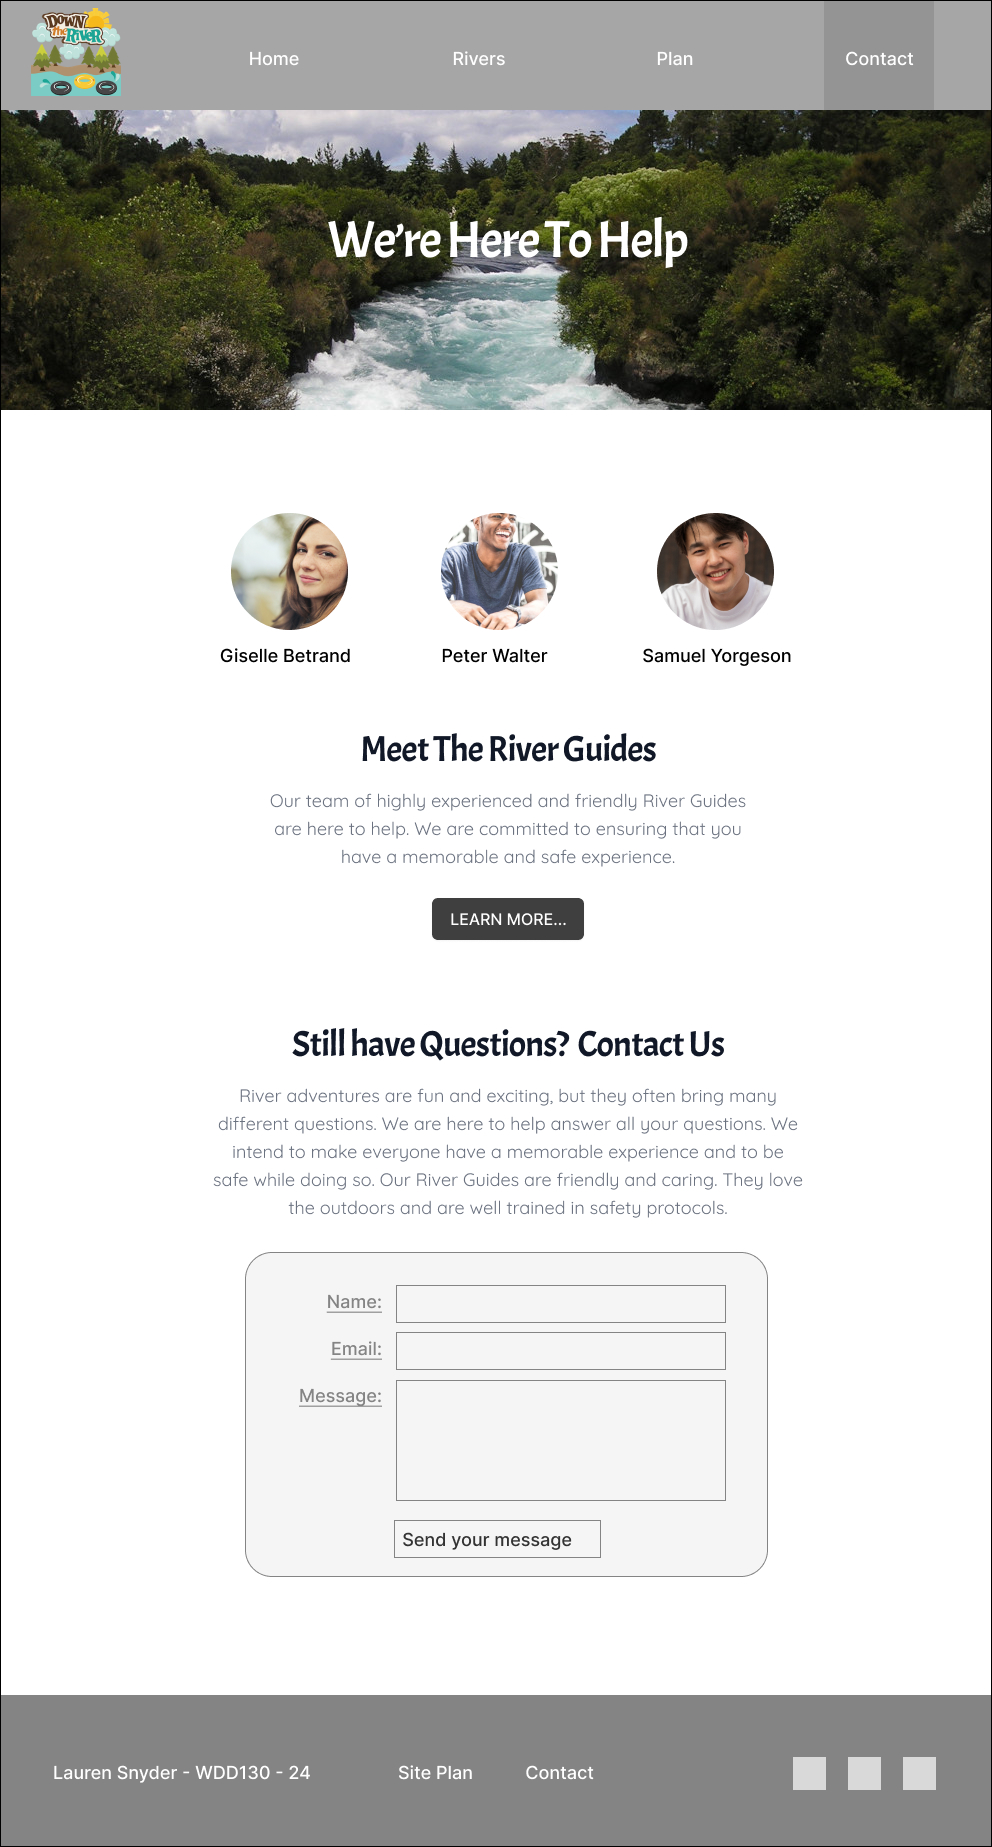 DOWN
The
RiveR
Home
Rivers
Plan
Contact
We’re Here To Help
Giselle Betrand
Peter Walter
Samuel Yorgeson
Meet The River Guides
Our team of highly experienced and friendly River Guides
are here to help. We are committed to ensuring that you
have a memorable and safe experience.
LEARN MORE...
Still have Questions? Contact Us
River adventures are fun and exciting, but they often bring many
different questions. We are here to help answer all your questions. We
intend to make everyone have a memorable experience and to be
safe while doing so. Our River Guides are friendly and caring. They love
the outdoors and are well trained in safety protocols.
Name:
Email:
Message:
Send your message
Lauren Snyder - WDD130 - 24
Site Plan
Contact